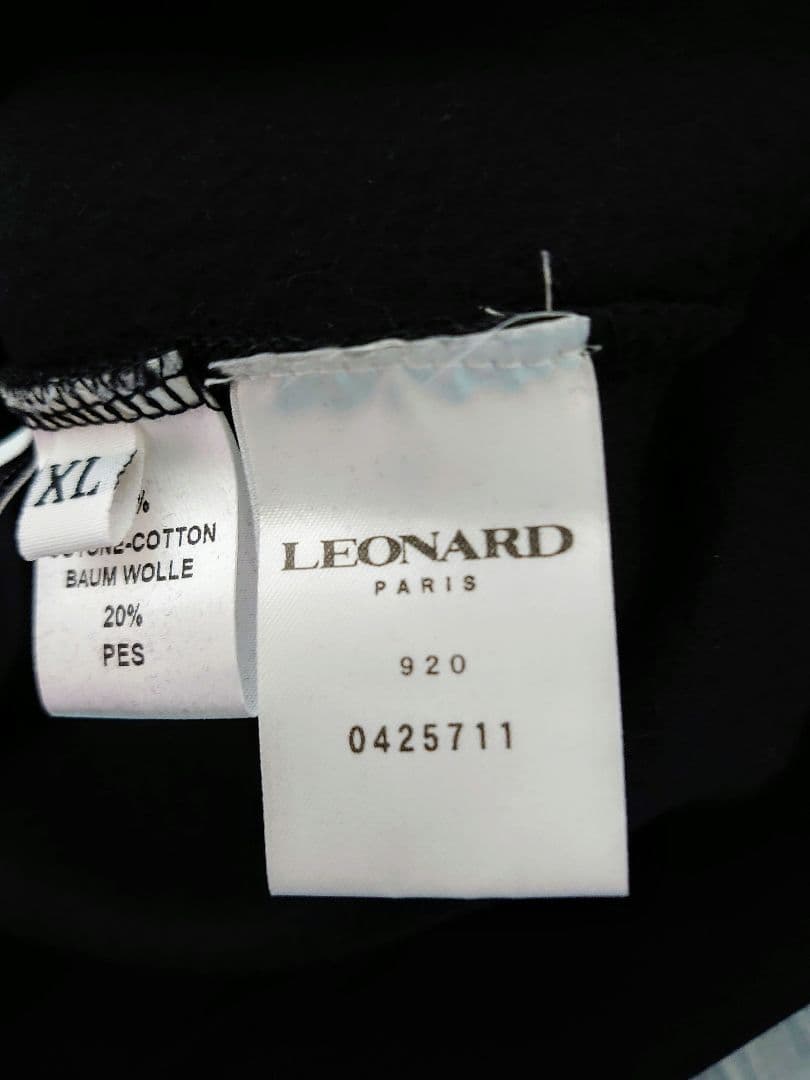 XL
%
-COTTON
BAUM WOLLE
20%
PES
LEONARD
PARIS
920
0425711